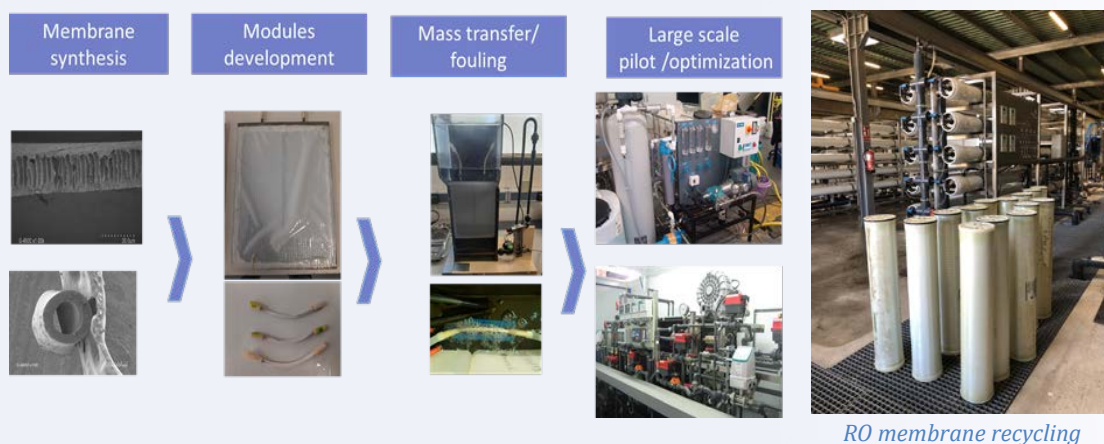 Membrane
synthesis
Modules
development
Mass transfer/
fouling
Large scale
pilot /optimization
RO membrane recycling